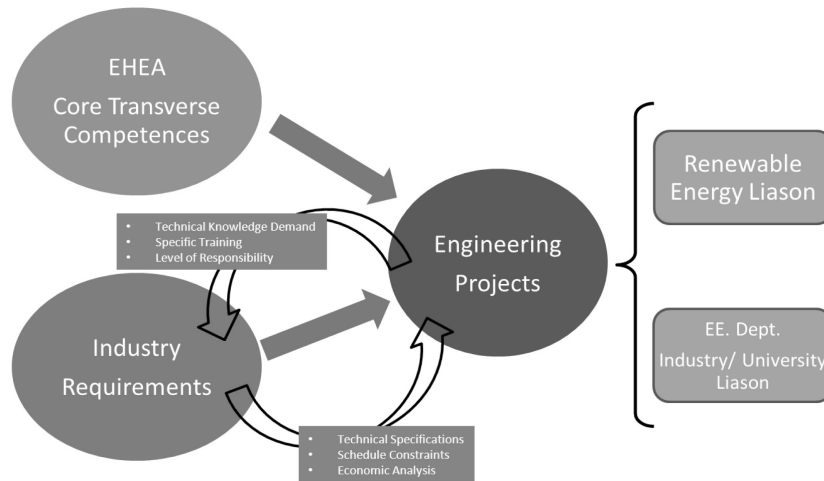 EHEA
Core Transverse
Competences
• Technical Knowledge Demand
• Specific Training
• Level of Responsibility
Engineering
Projects
Industry
Requirements
• Technical Specifications
• Schedule Constraints
• Economic Analysis
Renewable
Energy Liason
EE. Dept.
Industry/ University
Liason